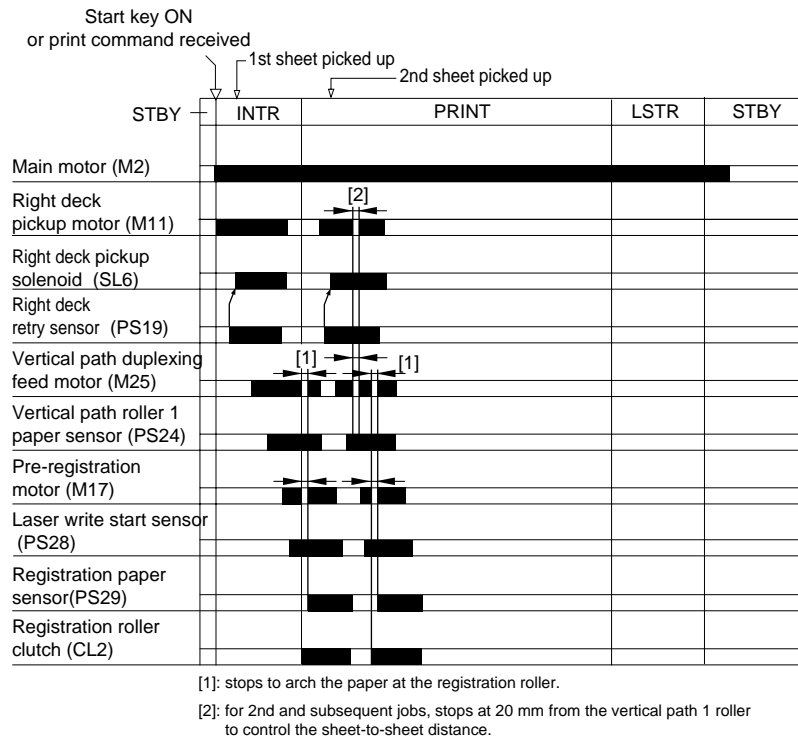 Start key ON
or print command received
1st sheet picked up
2nd sheet picked up
STBY INTR PRINT LSTR STBY
Main motor (M2)
[2]
Right deck
pickup motor (M11)
Right deck pickup
solenoid (SL6)
Right deck
retry sensor (PS19)
[1] [1]
Vertical path duplexing
feed motor (M25)
Vertical path roller 1
paper sensor (PS24)
Pre-registration
motor (M17)
Laser write start sensor
(PS28)
Registration paper
sensor(PS29)
Registration roller
clutch (CL2)
[1]: stops to arch the paper at the registration roller.
[2]: for 2nd and subsequent jobs, stops at 20 mm from the vertical path 1 roller
to control the sheet-to-sheet distance.